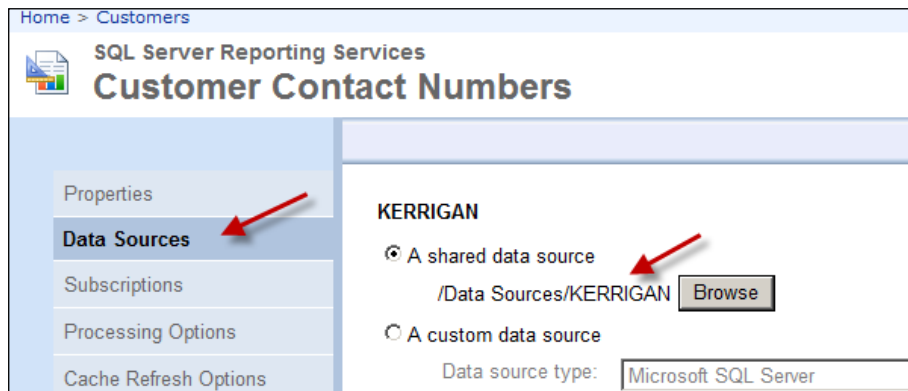 Home > Customers
SQL Server Reporting Services
Customer Contact Numbers
Properties
Data Sources
Subscriptions
Processing Options
Cache Refresh Options
KERRIGAN
A shared data source
/Data Sources/KERRIGAN Browse
A custom data source
Data source type: Microsoft SQL Server